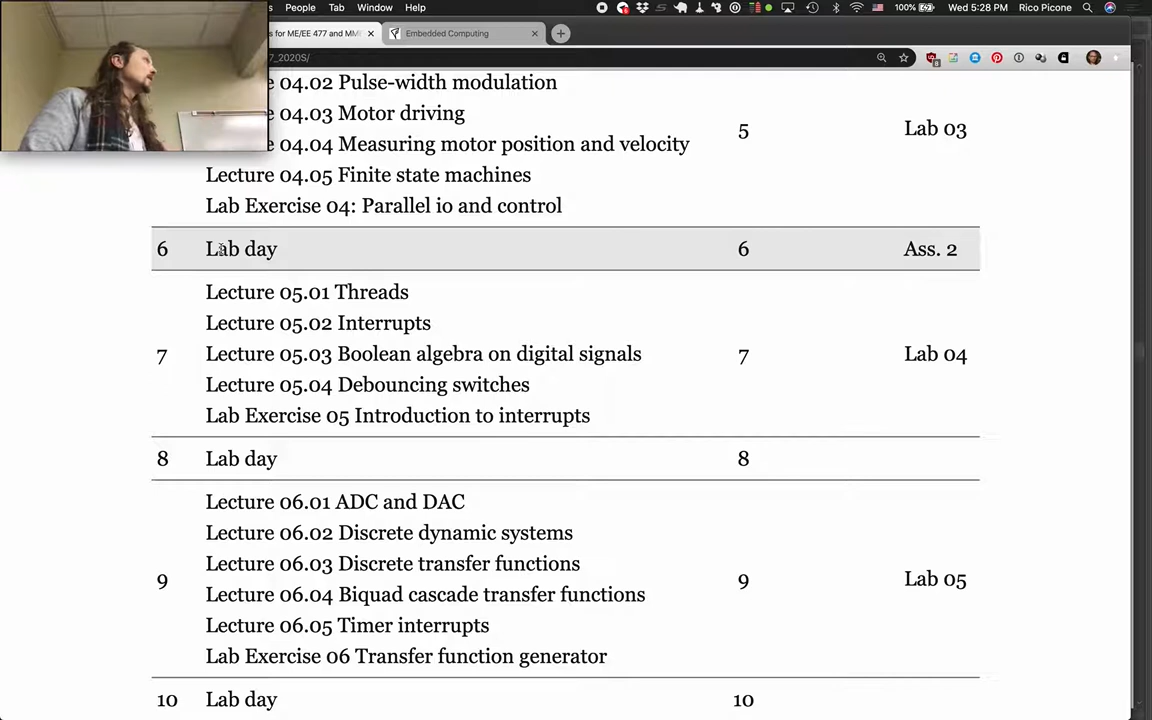 People Tab Window Help 100% Wed 5:28 PM Rico Picone
s for ME/EE 477 and MME Embedded Computing
7_2020S/
04.02 Pulse-width modulation
04.03 Motor driving
04.04 Measuring motor position and velocity
5 Lab 03
Lecture 04.05 Finite state machines
Lab Exercise 04: Parallel io and control
6 Lab day 6 Ass. 2
Lecture 05.01 Threads
Lecture 05.02 Interrupts
7 Lecture 05.03 Boolean algebra on digital signals 7 Lab 04
Lecture 05.04 Debouncing switches
Lab Exercise 05 Introduction to interrupts
8 Lab day 8
Lecture 06.01 ADC and DAC
Lecture 06.02 Discrete dynamic systems
Lecture 06.03 Discrete transfer functions
9 9 Lab 05
Lecture 06.04 Biquad cascade transfer functions
Lecture 06.05 Timer interrupts
Lab Exercise 06 Transfer function generator
10 Lab day 10